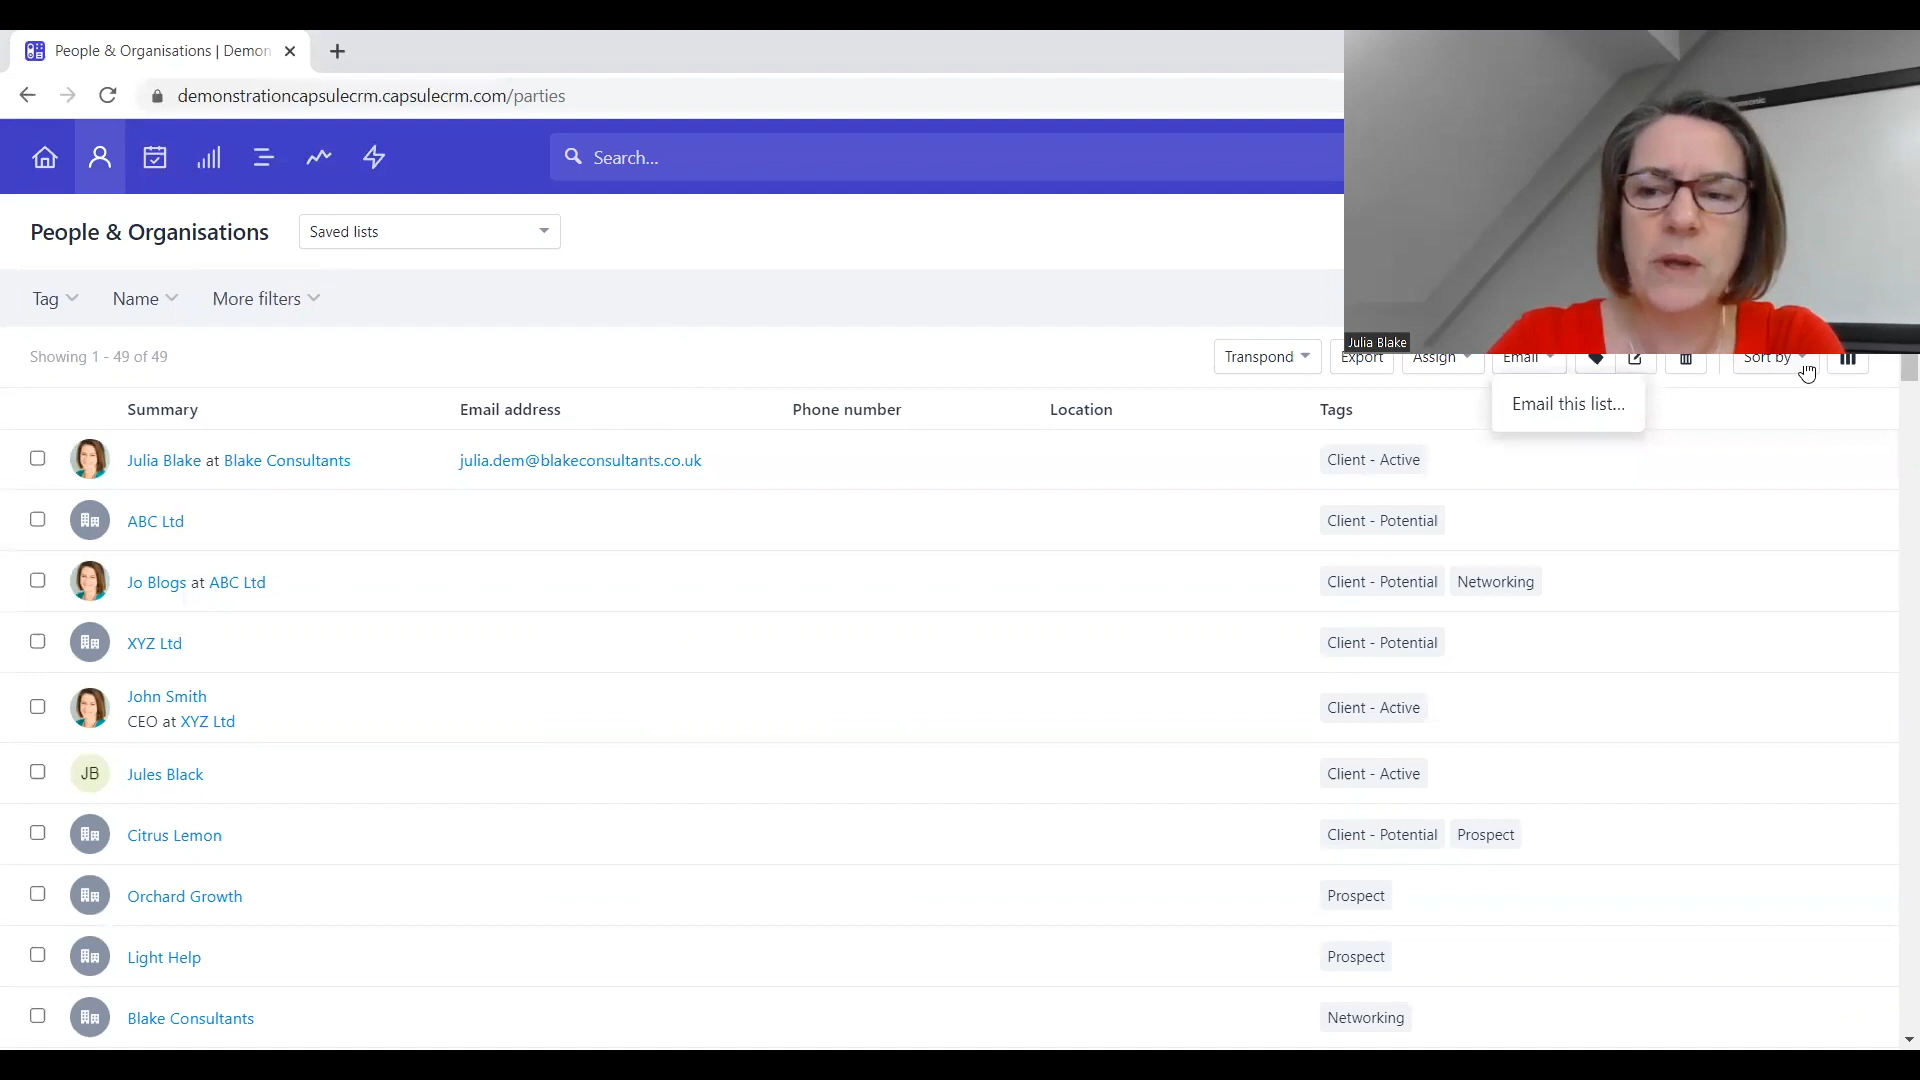 People & Organisations | Demon
demonstrationcapsulecrm.capsulecrm.com/parties
Search...
People & Organisations
Saved lists
Tag
Name
More filters
Julia Blake
Showing 1 - 49 of 49
Transpond
Export
Assign
Email
Sort by
Email this list...
Summary
Email address
Phone number
Location
Tags
Julia Blake at Blake Consultants
julia.dem@blakeconsultants.co.uk
Client - Active
ABC Ltd
Client - Potential
Jo Blogs at ABC Ltd
Client - Potential
Networking
XYZ Ltd
Client - Potential
John Smith
CEO at XYZ Ltd
Client - Active
JB
Jules Black
Client - Active
Citrus Lemon
Client - Potential
Prospect
Orchard Growth
Prospect
Light Help
Prospect
Blake Consultants
Networking